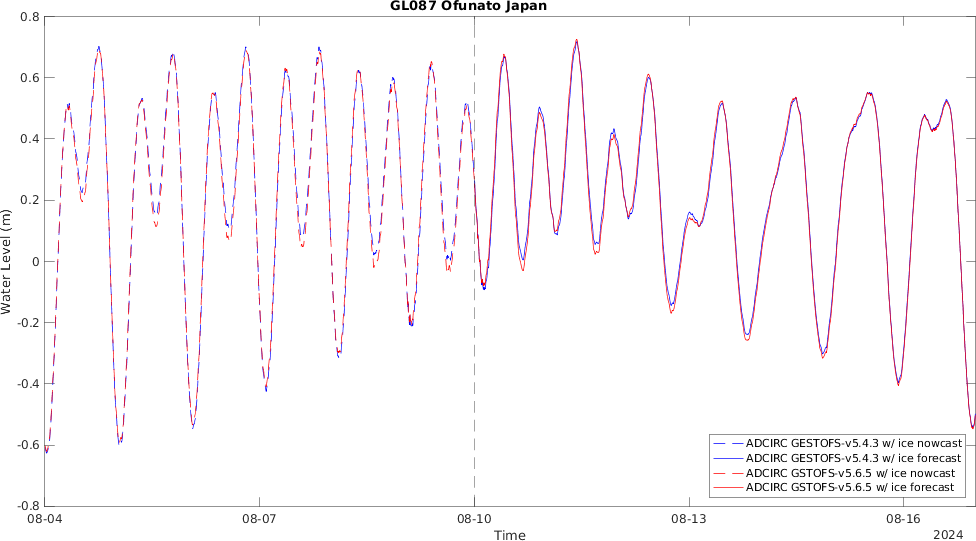 GL087 Ofunato Japan
Water Level (m)
0.8
0.6
0.4
0.2
0
-0.2
-0.4
-0.6
-0.8
ADCIRC GESTOFS-v5.4.3 w/ ice nowcast
ADCIRC GESTOFS-v5.4.3 w/ ice forecast
ADCIRC GSTOFS-v5.6.5 w/ ice nowcast
ADCIRC GSTOFS-v5.6.5 w/ ice forecast
08-04 08-07 08-10 08-13 08-16
Time
2024